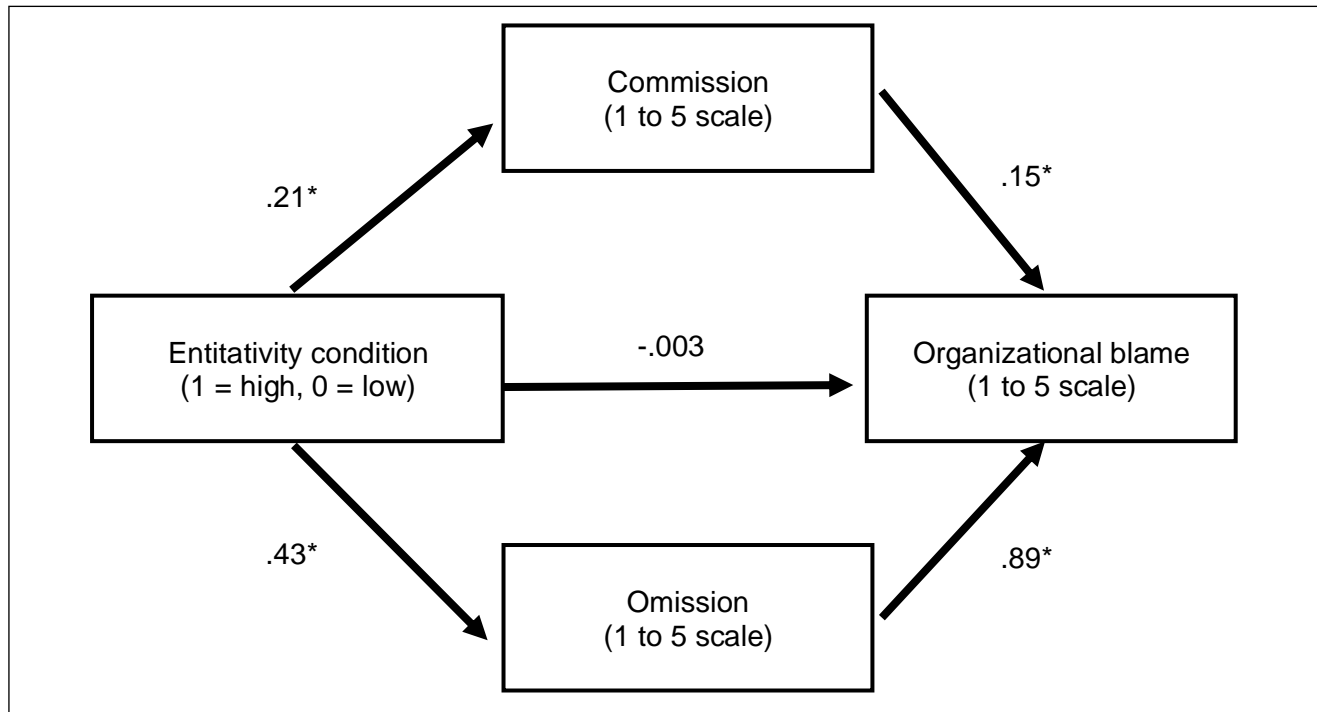 Commission
(1 to 5 scale)
.21*
.15*
Entitativity condition
(1 = high, 0 = low)
-.003
Organizational blame
(1 to 5 scale)
.43*
.89*
Omission
(1 to 5 scale)